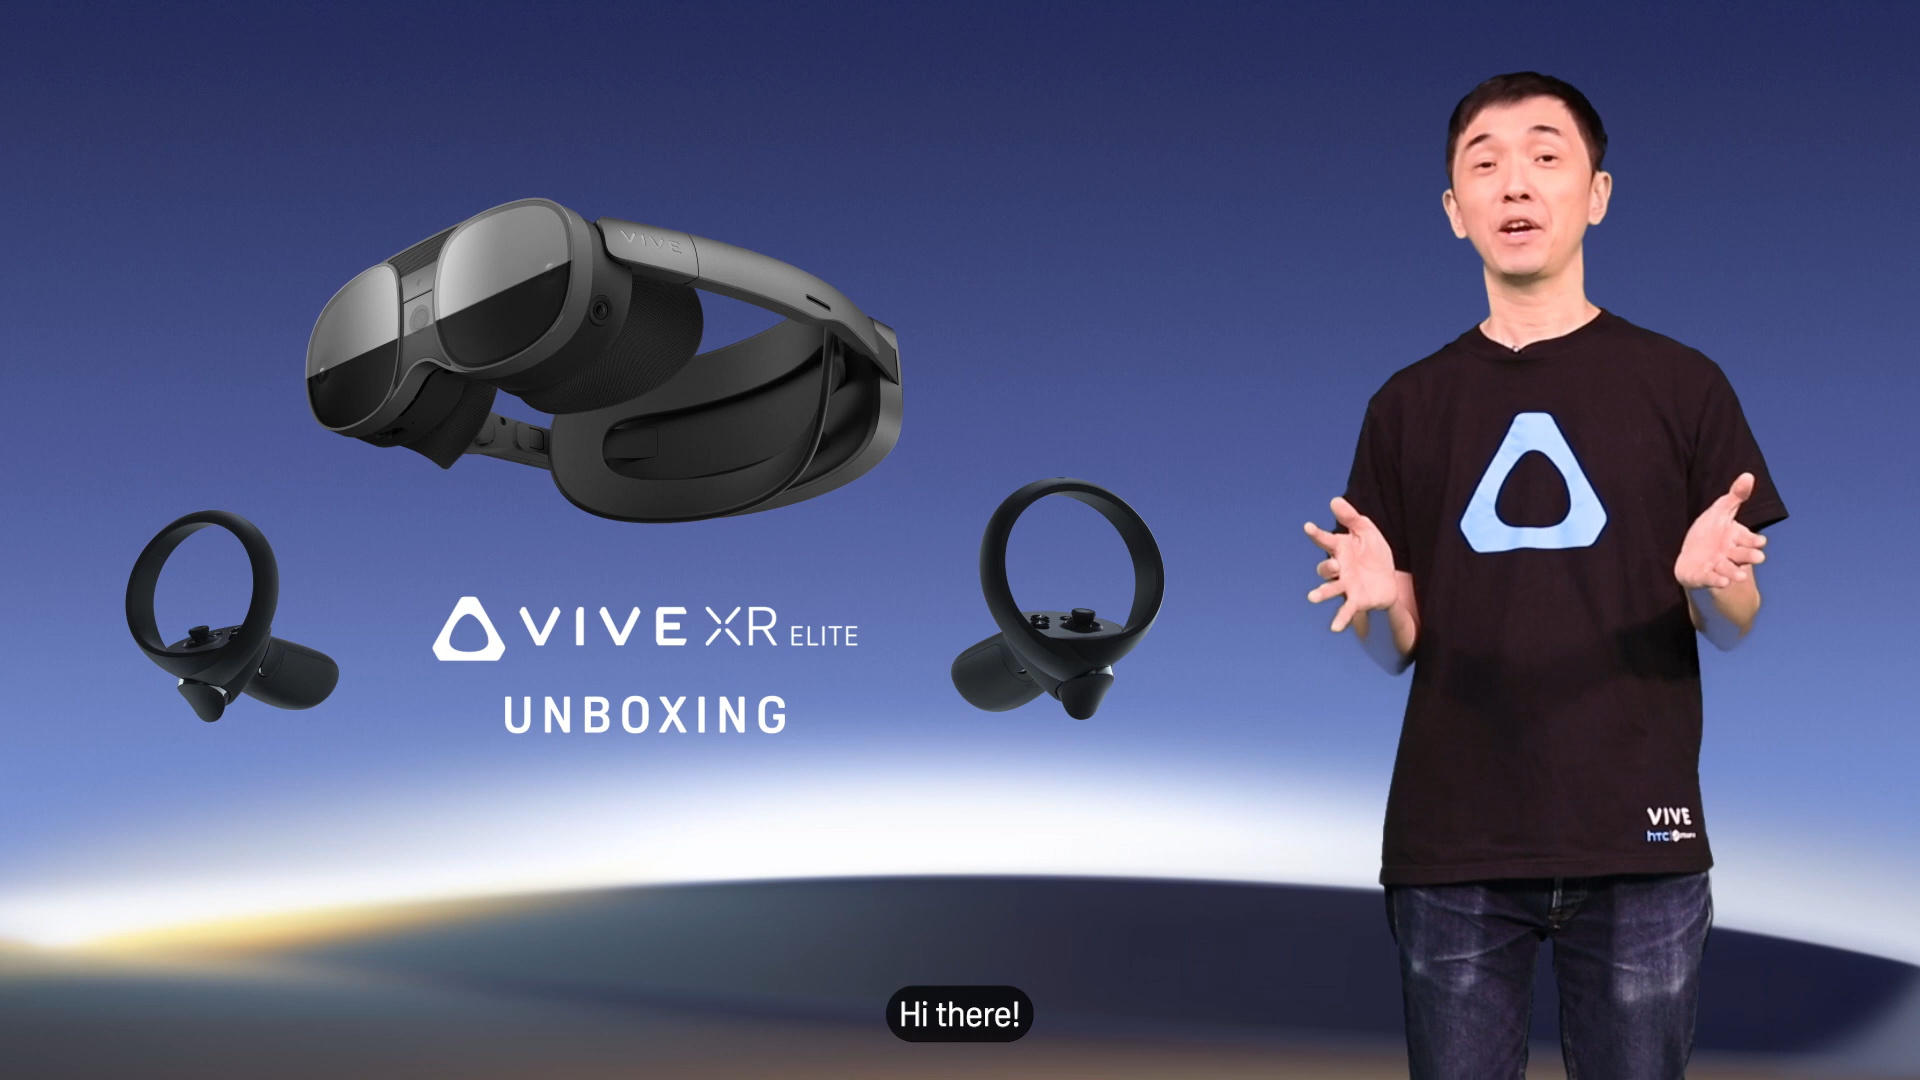 VIVE
VIVE XR ELITE
UNBOXING
VIVE
htc
Hi there!